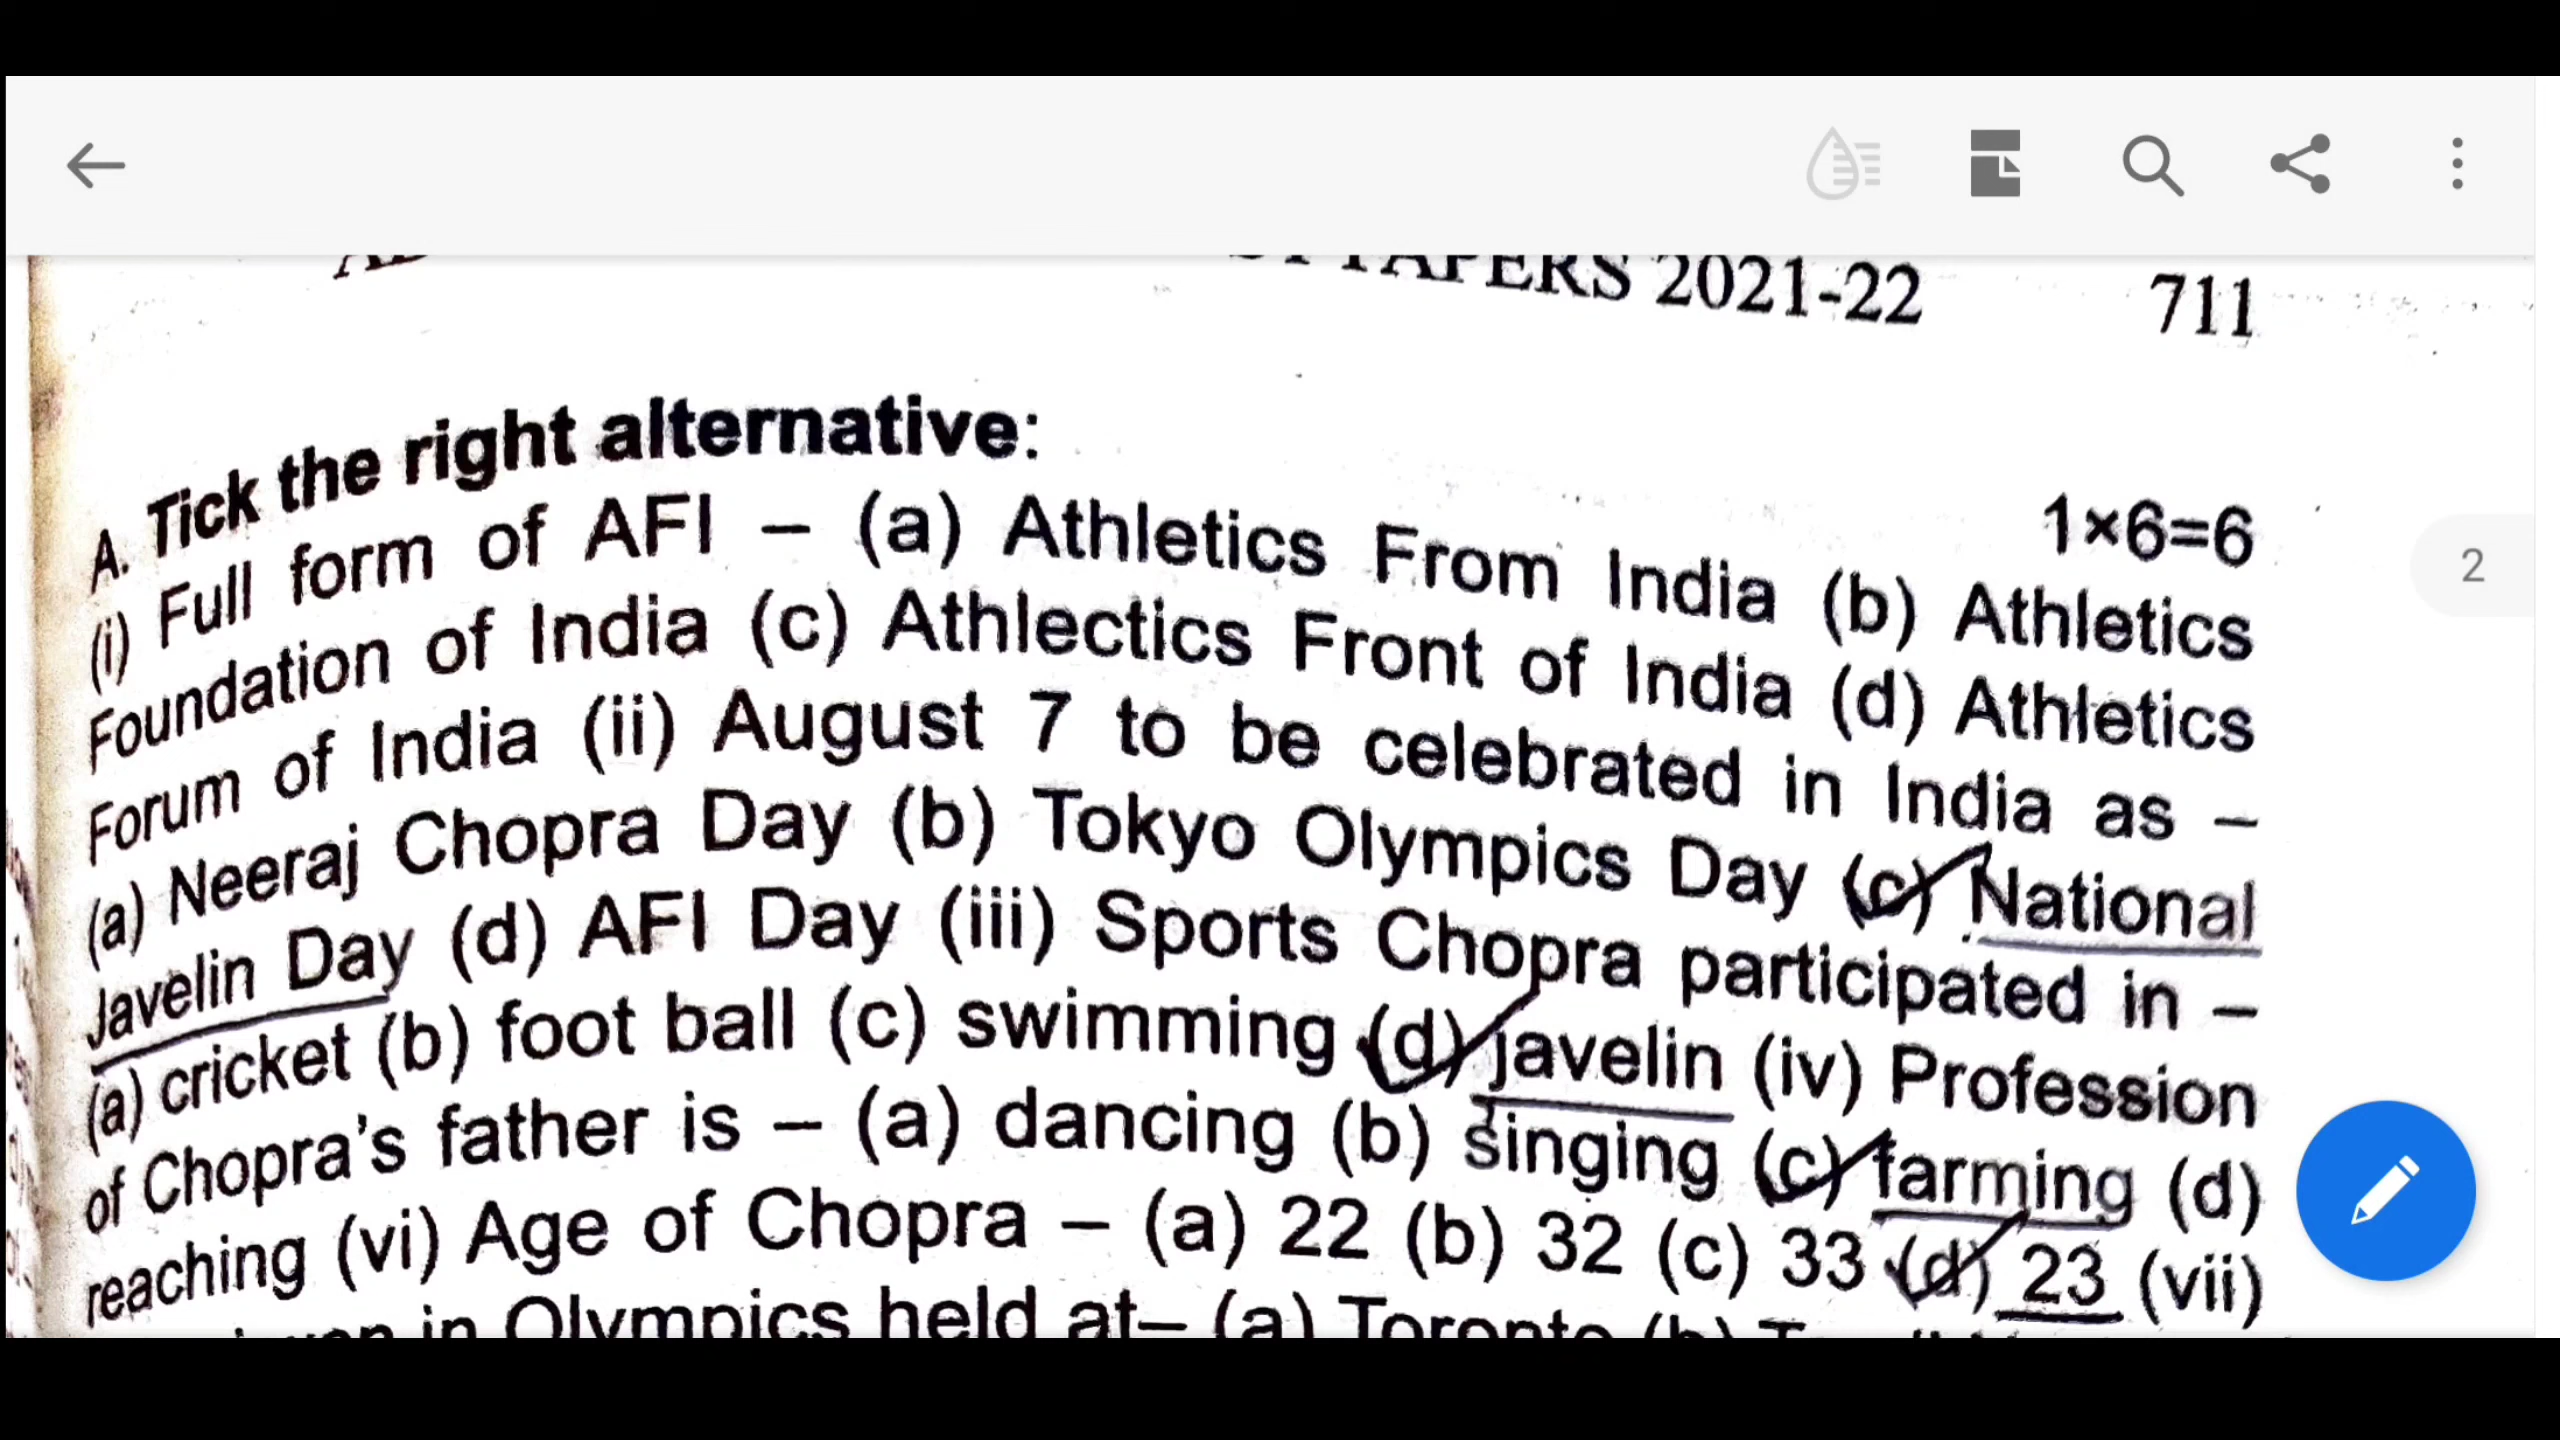 PAPERS 2021-22 711
A. Tick the right alternative:
1×6=6
(i) Full form of AFI – (a) Athletics From India (b) Athletics
Foundation of India (c) Athlectics Front of India (d) Athletics
Forum of India (ii) August 7 to be celebrated in India as –
(a) Neeraj Chopra Day (b) Tokyo Olympics Day (c) National
Javelin Day (d) AFI Day (iii) Sports Chopra participated in –
(a) cricket (b) foot ball (c) swimming (d) javelin (iv) Profession
of Chopra's father is – (a) dancing (b) singing (c) farming (d)
reaching (vi) Age of Chopra – (a) 22 (b) 32 (c) 33 (d) 23 (vii)
in Olympics held at– (a) Toronto (b)
2